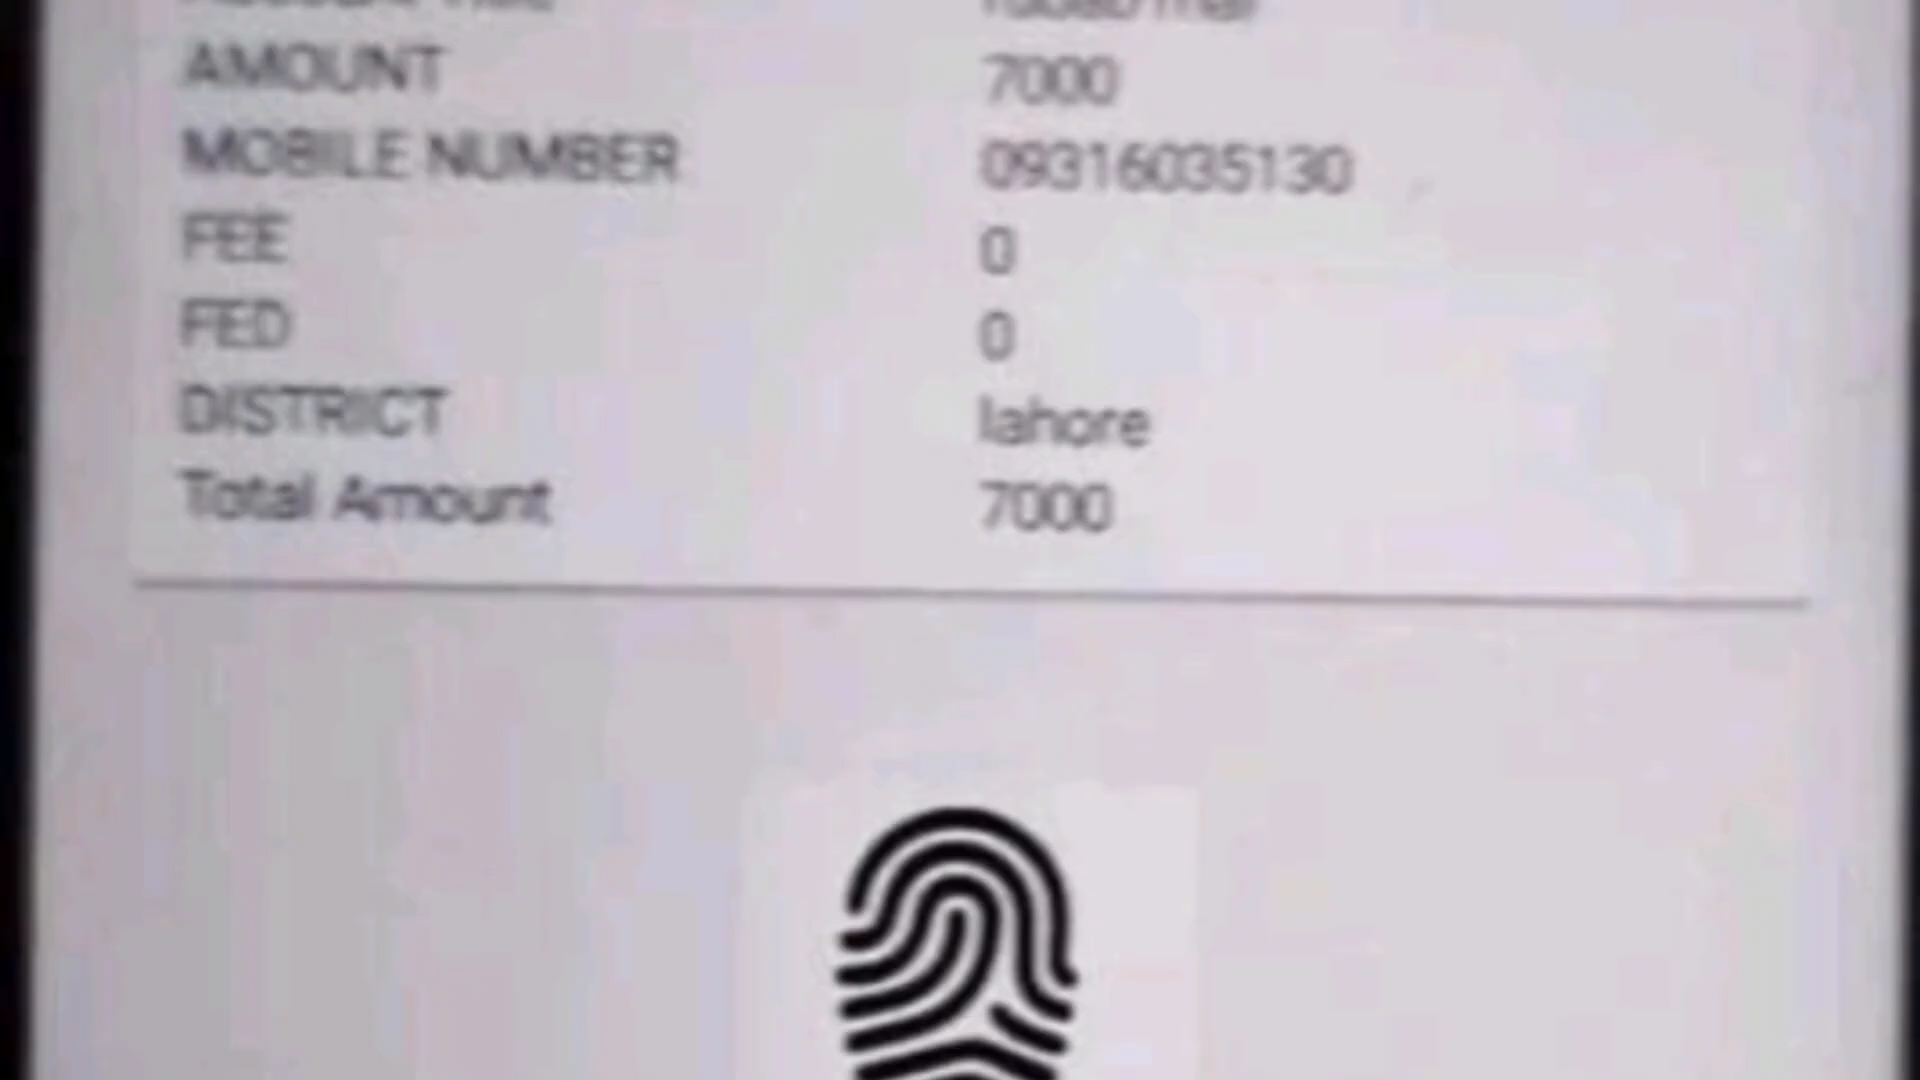 AMOUNT 7000
MOBILE NUMBER 09316035130
FEE 0
FED 0
DISTRICT lahore
Total Amount 7000